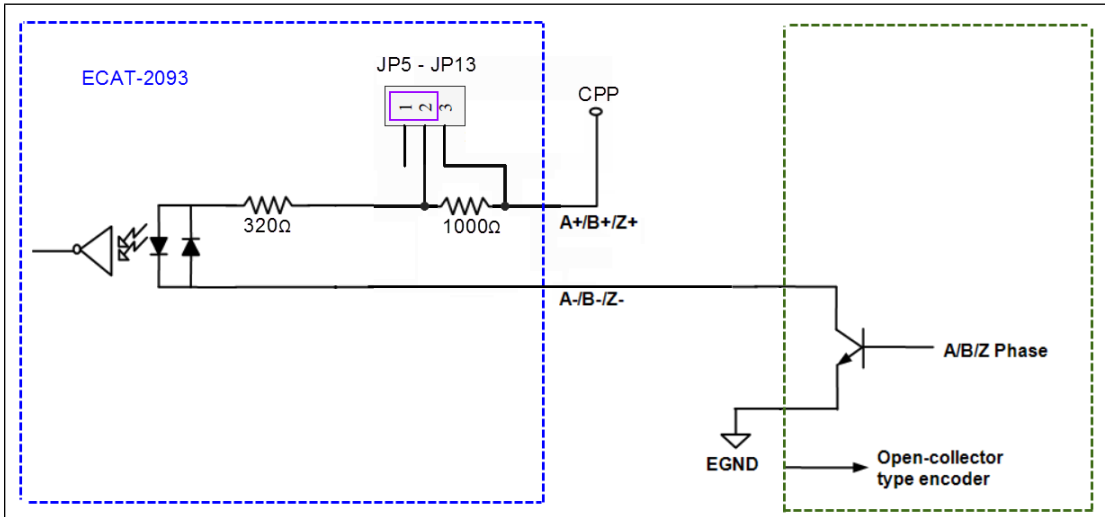 ECAT-2093
JP5 - JP13
1 2 3
CPP
320Ω
1000Ω
A+/B+/Z+
A-/B-/Z-
A/B/Z Phase
EGND
Open-collector
type encoder